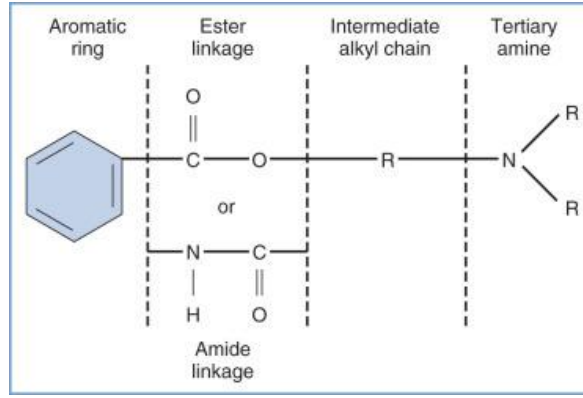 Aromatic
ring
Ester
linkage
Intermediate
alkyl chain
Tertiary
amine
O
R
C
O
R
N
or
R
N
C
H
O
Amide
linkage